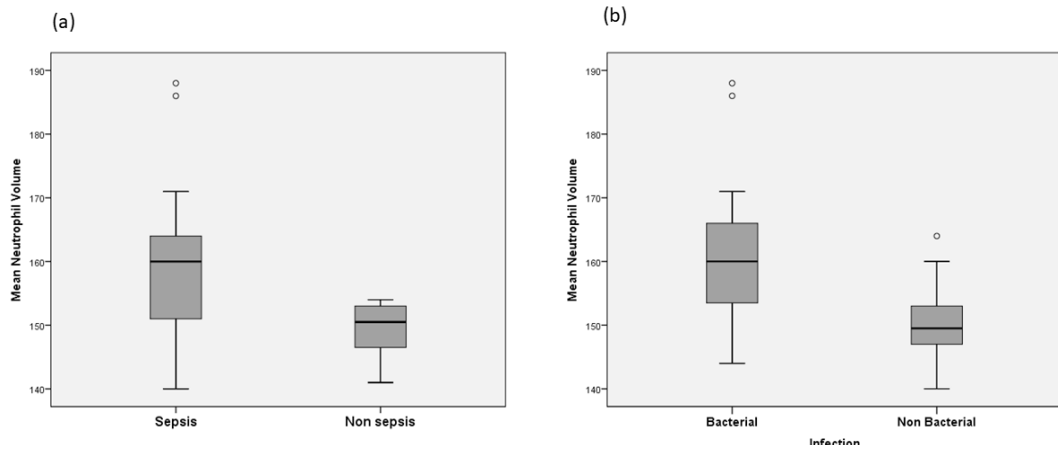 (a)
190
180
170
160
150
140
Mean Neutrophil Volume
Sepsis
Non sepsis
(b)
190
180
170
160
150
140
Mean Neutrophil Volume
Bacterial
Non Bacterial
Infection